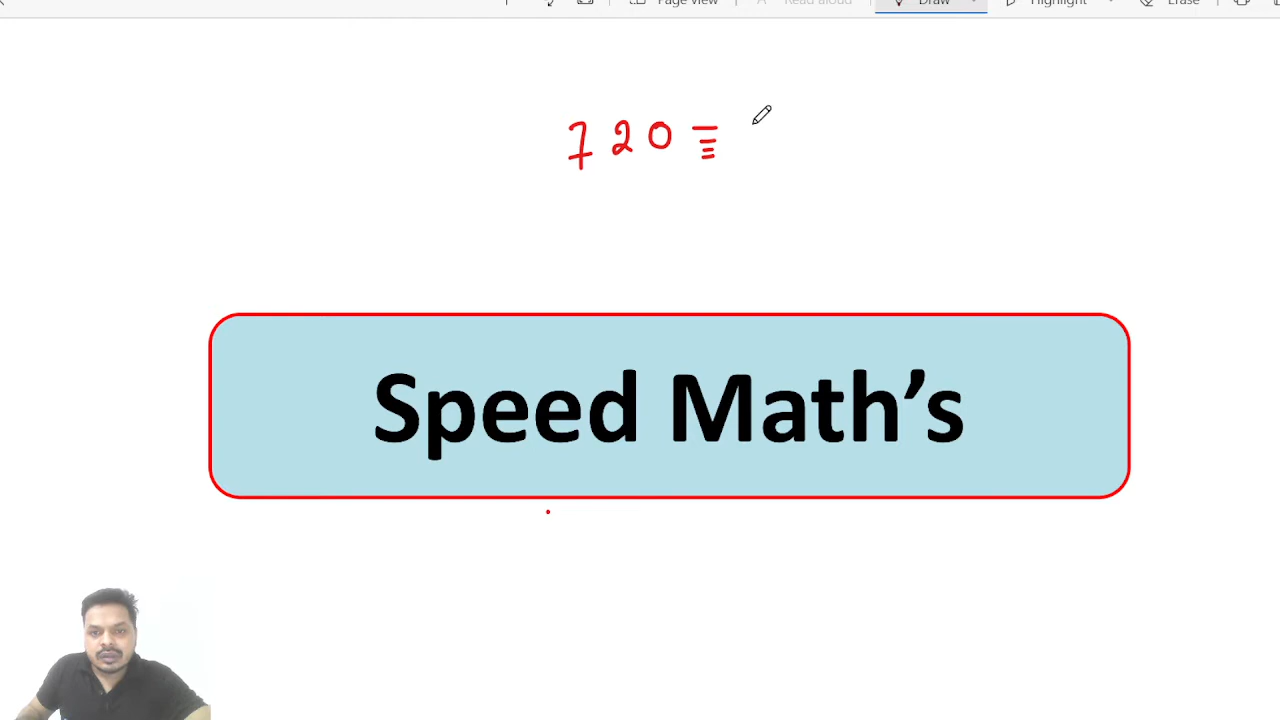 Page view
Read aloud
Draw
Highlight
Erase
720
Speed Math’s